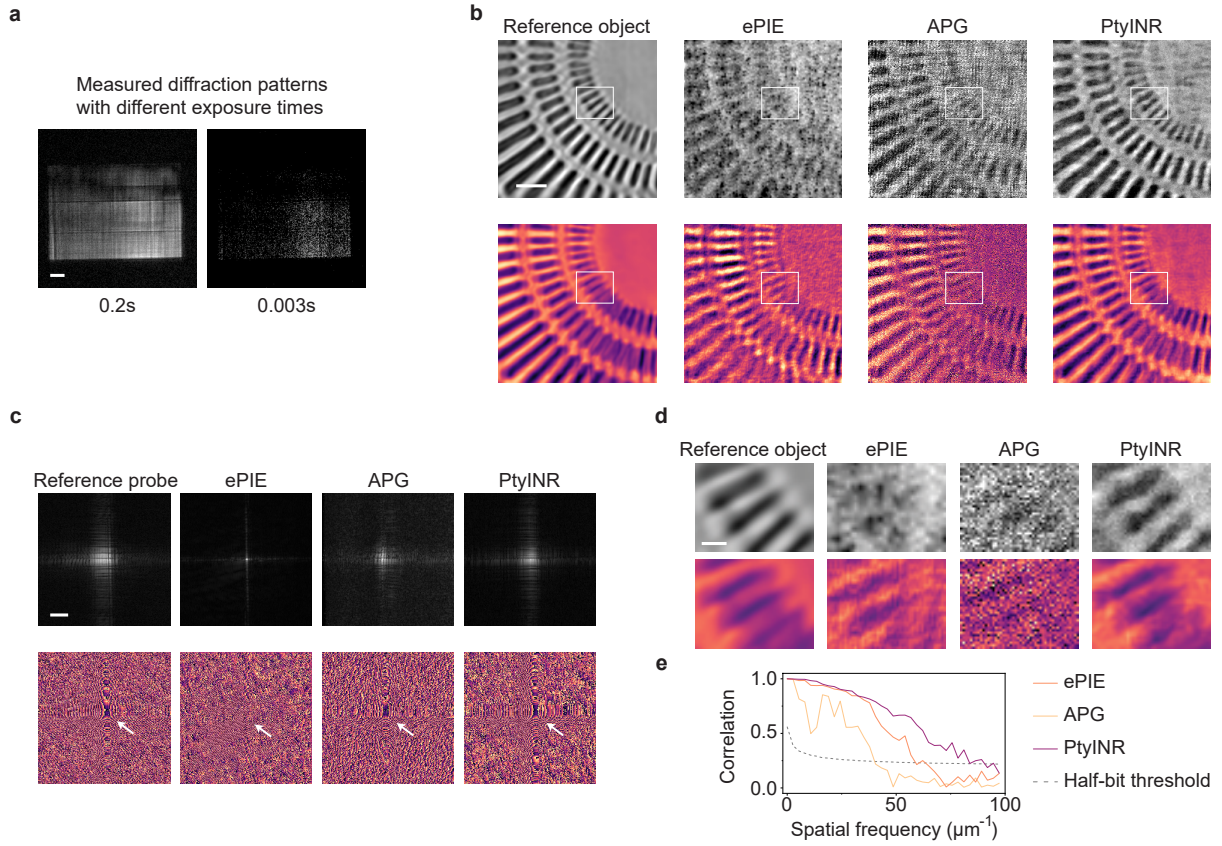 a
Measured diffraction patterns
with different exposure times
0.2s
0.003s
b
Reference object
ePIE
APG
PtyINR
c
Reference probe
ePIE
APG
PtyINR
d
Reference object
ePIE
APG
PtyINR
e
1.0
0.5
0.0
Correlation
0
50
100
Spatial frequency (μm⁻¹)
ePIE
APG
PtyINR
Half-bit threshold